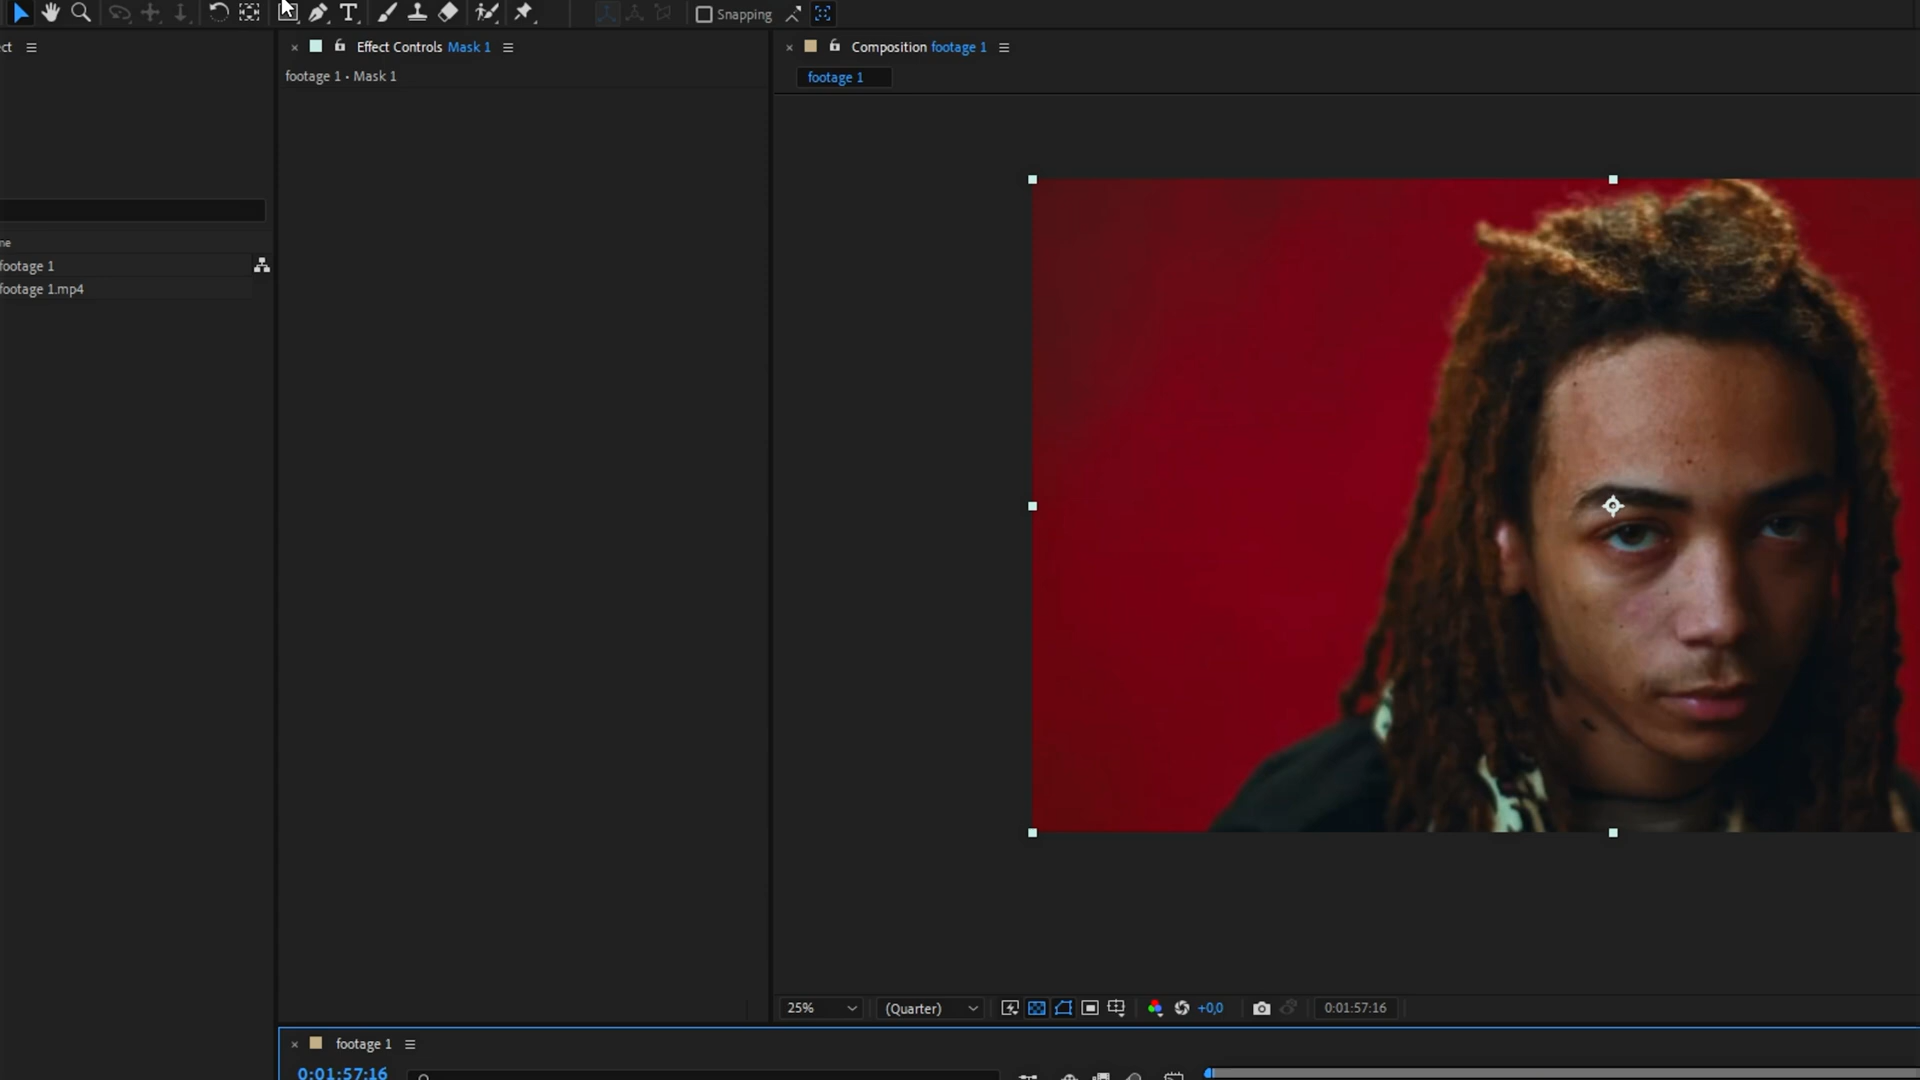 Snapping
ct
Effect Controls Mask 1
Composition footage 1
footage 1 • Mask 1
footage 1
me
footage 1
footage 1.mp4
25%
(Quarter)
+0,0
0:01:57:16
footage 1
0:01:57:16